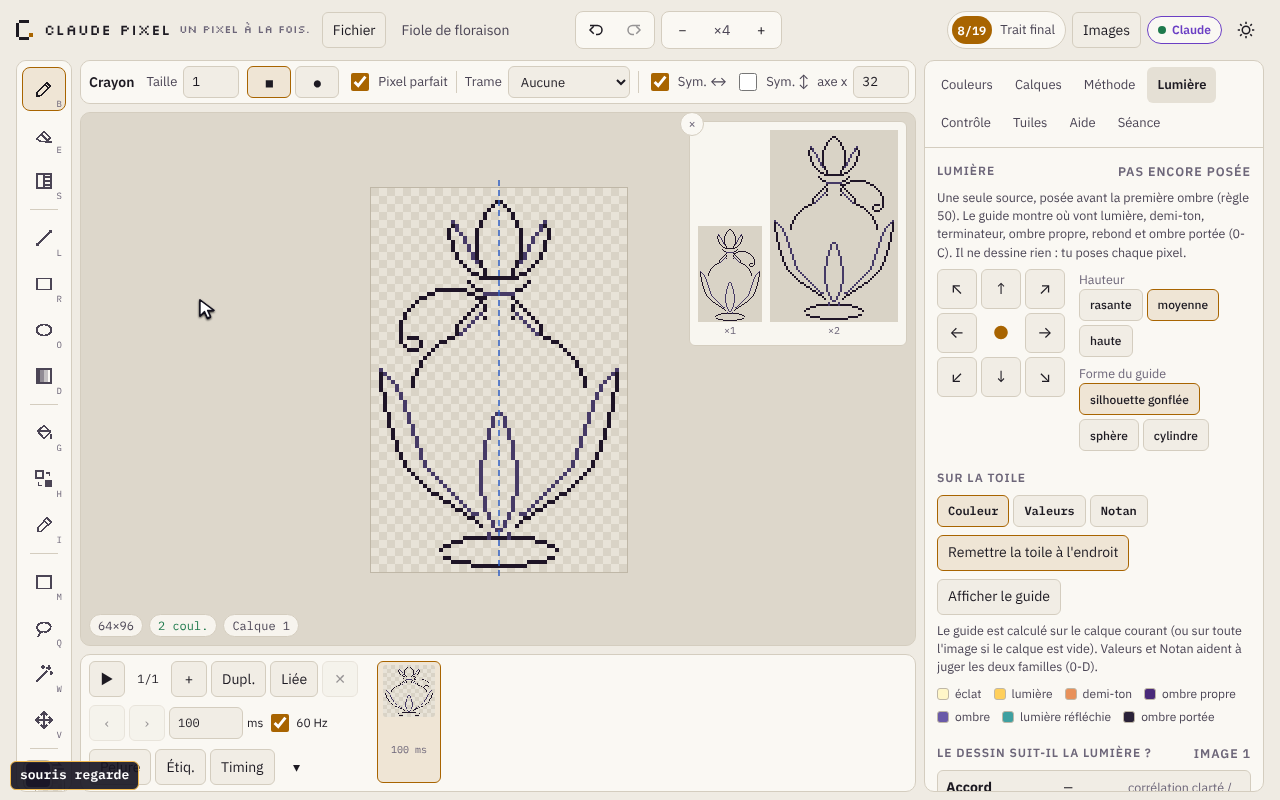 CLAUDE PIXEL UN PIXEL À LA FOIS. Fichier Fiole de floraison − ×4 + 8/19 Trait final Images Claude
Crayon Taille 1 Pixel parfait Trame Aucune Sym. ↔ Sym. ↕ axe x 32
B
E
S
L
R
O
D
G
H
I
M
Q
W
V
×
×1 ×2
64×96 2 coul. Calque 1
1/1 + Dupl. Liée ×
‹ › 100 ms 60 Hz
Étiq. Timing ▼
100 ms
souris regarde
Couleurs Calques Méthode Lumière
Contrôle Tuiles Aide Séance
LUMIÈRE PAS ENCORE POSÉE
Une seule source, posée avant la première ombre (règle
50). Le guide montre où vont lumière, demi-ton,
terminateur, ombre propre, rebond et ombre portée (0-
C). Il ne dessine rien : tu poses chaque pixel.
↖ ↑ ↗
← →
↙ ↓ ↘
Hauteur
rasante moyenne
haute
Forme du guide
silhouette gonflée
sphère cylindre
SUR LA TOILE
Couleur Valeurs Notan
Remettre la toile à l'endroit
Afficher le guide
Le guide est calculé sur le calque courant (ou sur toute
l'image si le calque est vide). Valeurs et Notan aident à
juger les deux familles (0-D).
éclat lumière demi-ton ombre propre
ombre lumière réfléchie ombre portée
LE DESSIN SUIT-IL LA LUMIÈRE ? IMAGE 1
Accord — corrélation clarté /